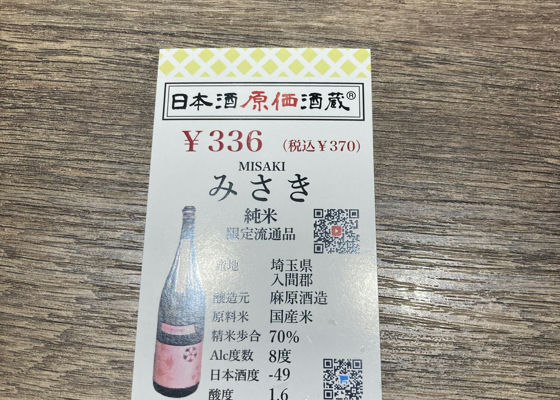 日本酒原価酒蔵®
￥336 （税込￥370）
MISAKI
みさき
純米
限定流通品
産地 埼玉県
入間郡
醸造元 麻原酒造
原料米 国産米
精米歩合 70%
Alc度数 8度
日本酒度 -49
酸度 1.6